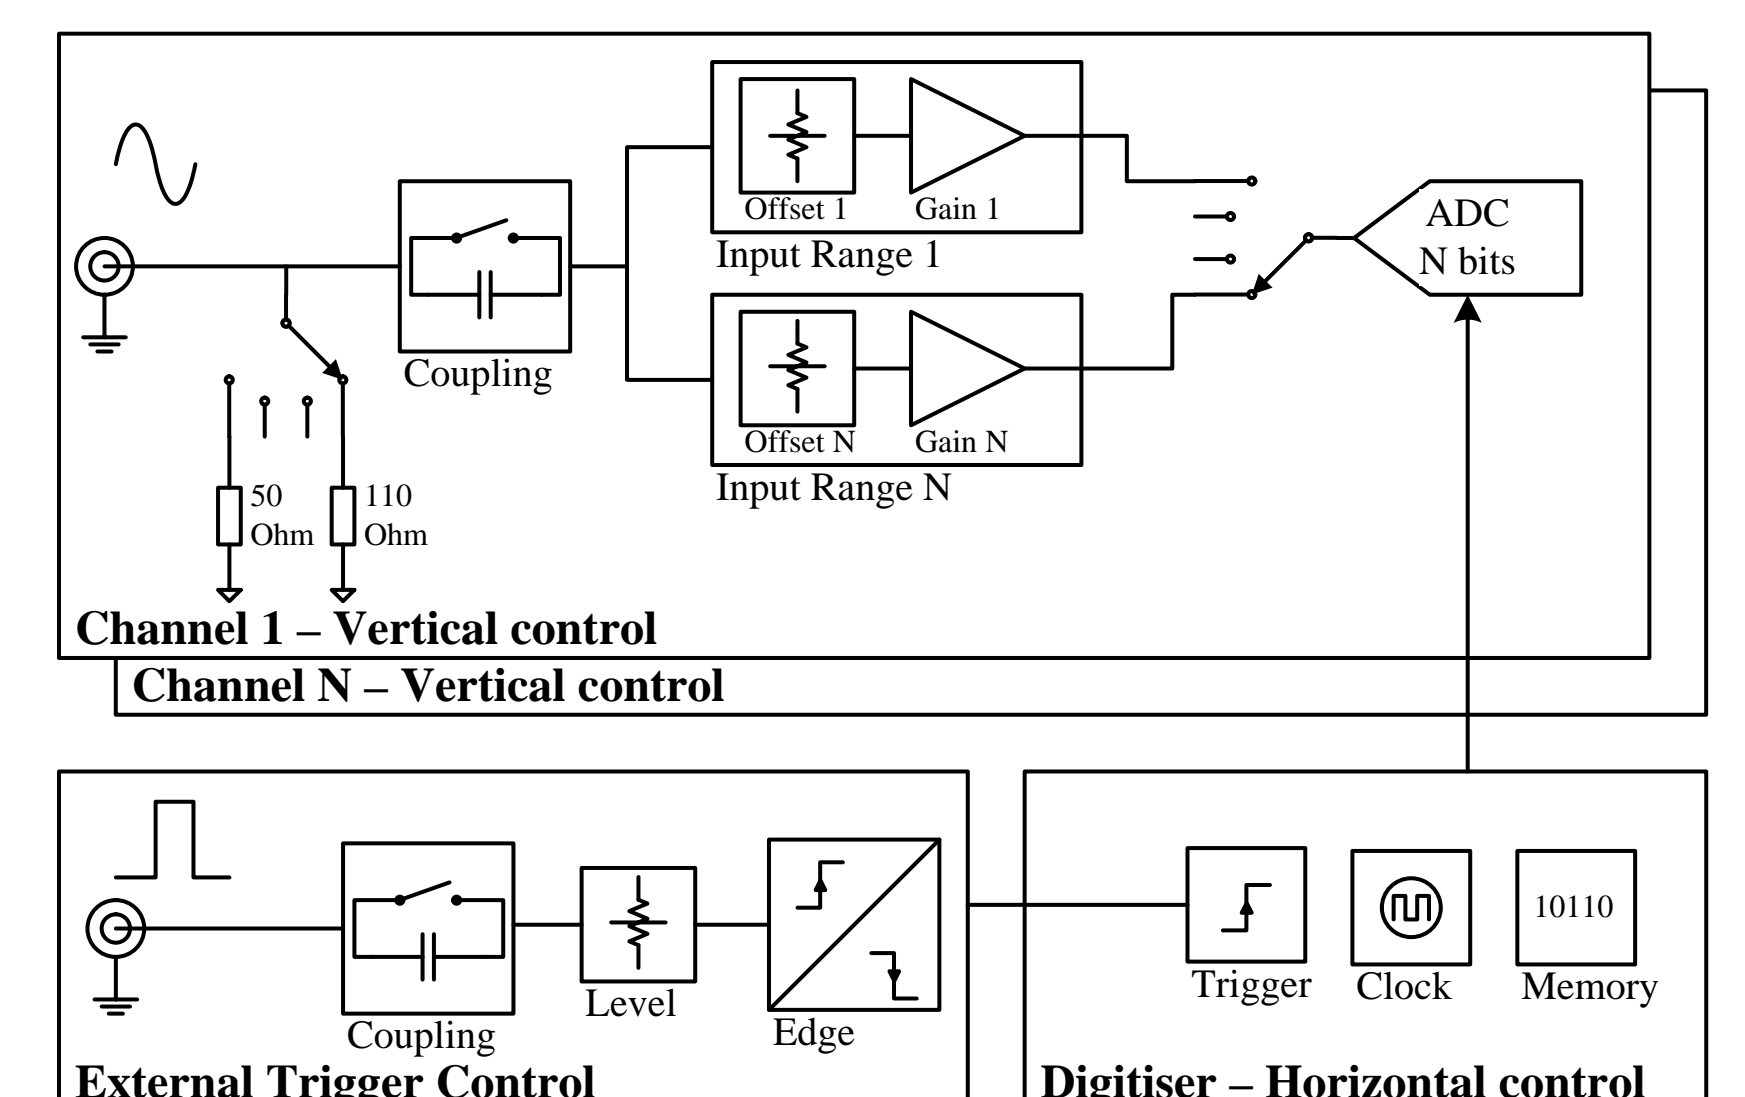 Offset 1
Gain 1
Input Range 1
ADC
N bits
Coupling
Offset N
Gain N
Input Range N
50
Ohm
110
Ohm
Channel 1 – Vertical control
Channel N – Vertical control
10110
Trigger
Clock
Memory
Level
Edge
Coupling
External Trigger Control
Digitiser – Horizontal control